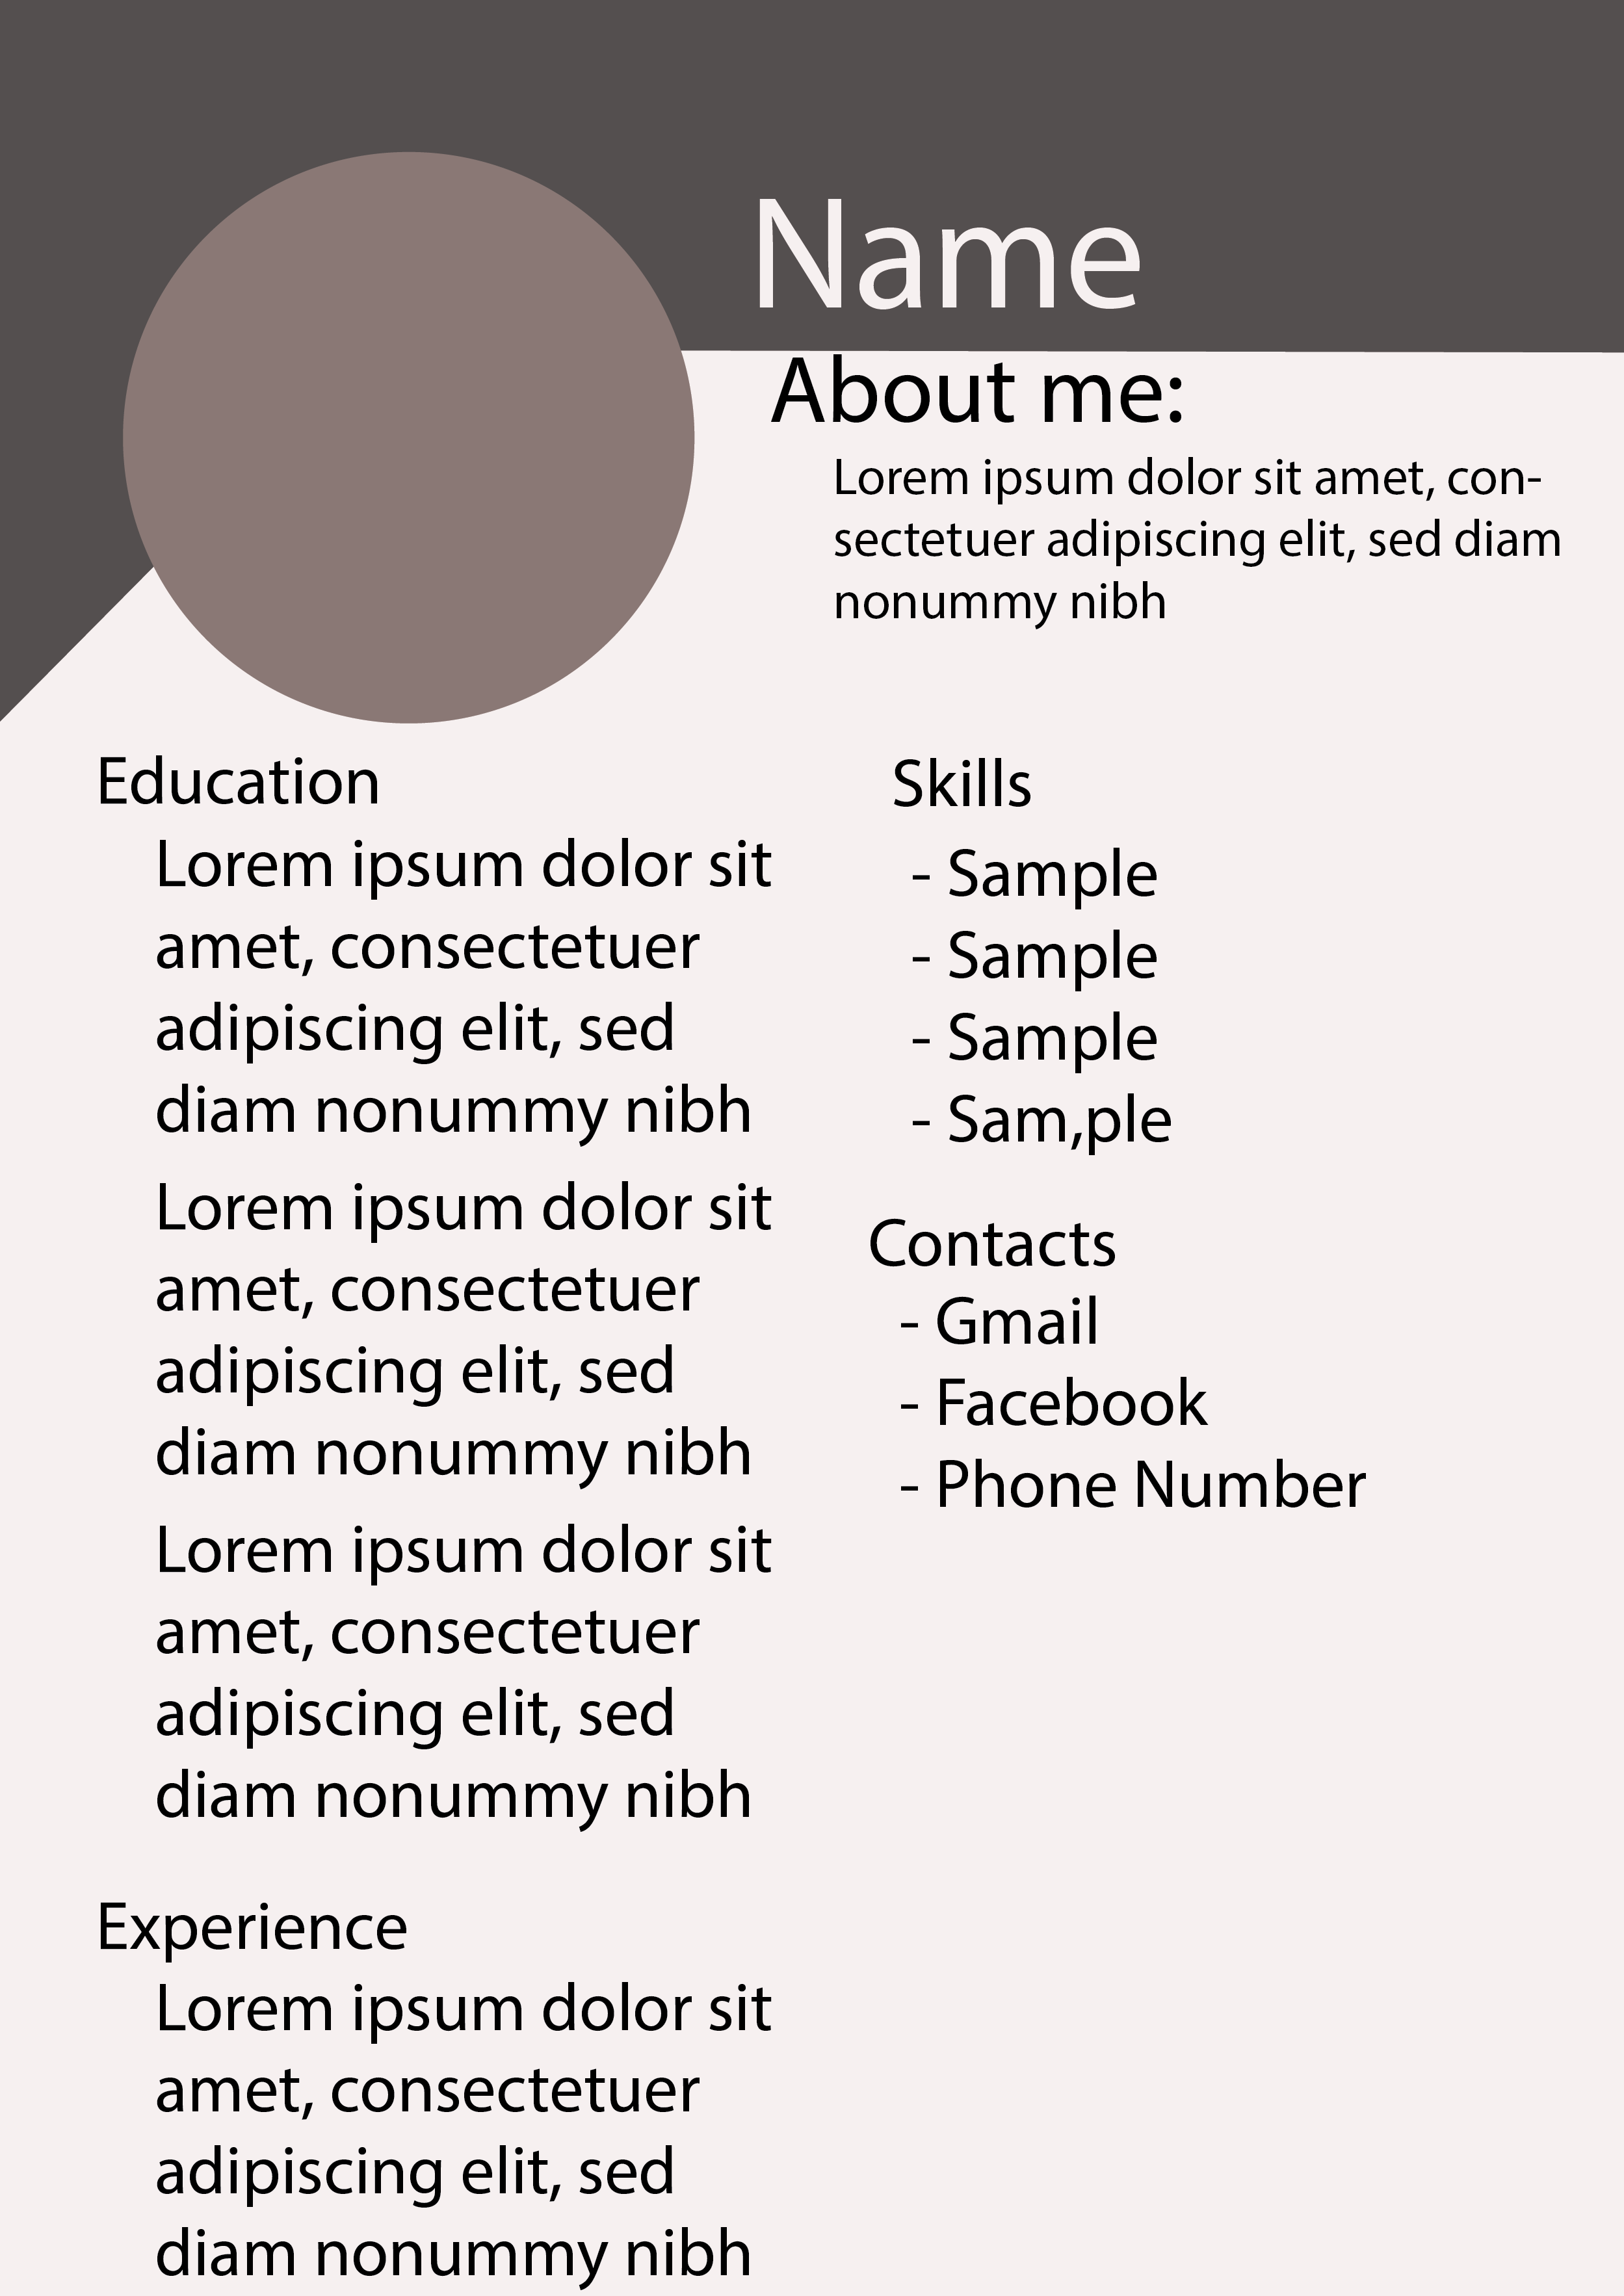 Name
About me:
Lorem ipsum dolor sit amet, con-
sectetuer adipiscing elit, sed diam
nonummy nibh
Education
Lorem ipsum dolor sit
amet, consectetuer
adipiscing elit, sed
diam nonummy nibh
Lorem ipsum dolor sit
amet, consectetuer
adipiscing elit, sed
diam nonummy nibh
Lorem ipsum dolor sit
amet, consectetuer
adipiscing elit, sed
diam nonummy nibh
Experience
Lorem ipsum dolor sit
amet, consectetuer
adipiscing elit, sed
diam nonummy nibh
Skills
- Sample
- Sample
- Sample
- Sam,ple
Contacts
- Gmail
- Facebook
- Phone Number